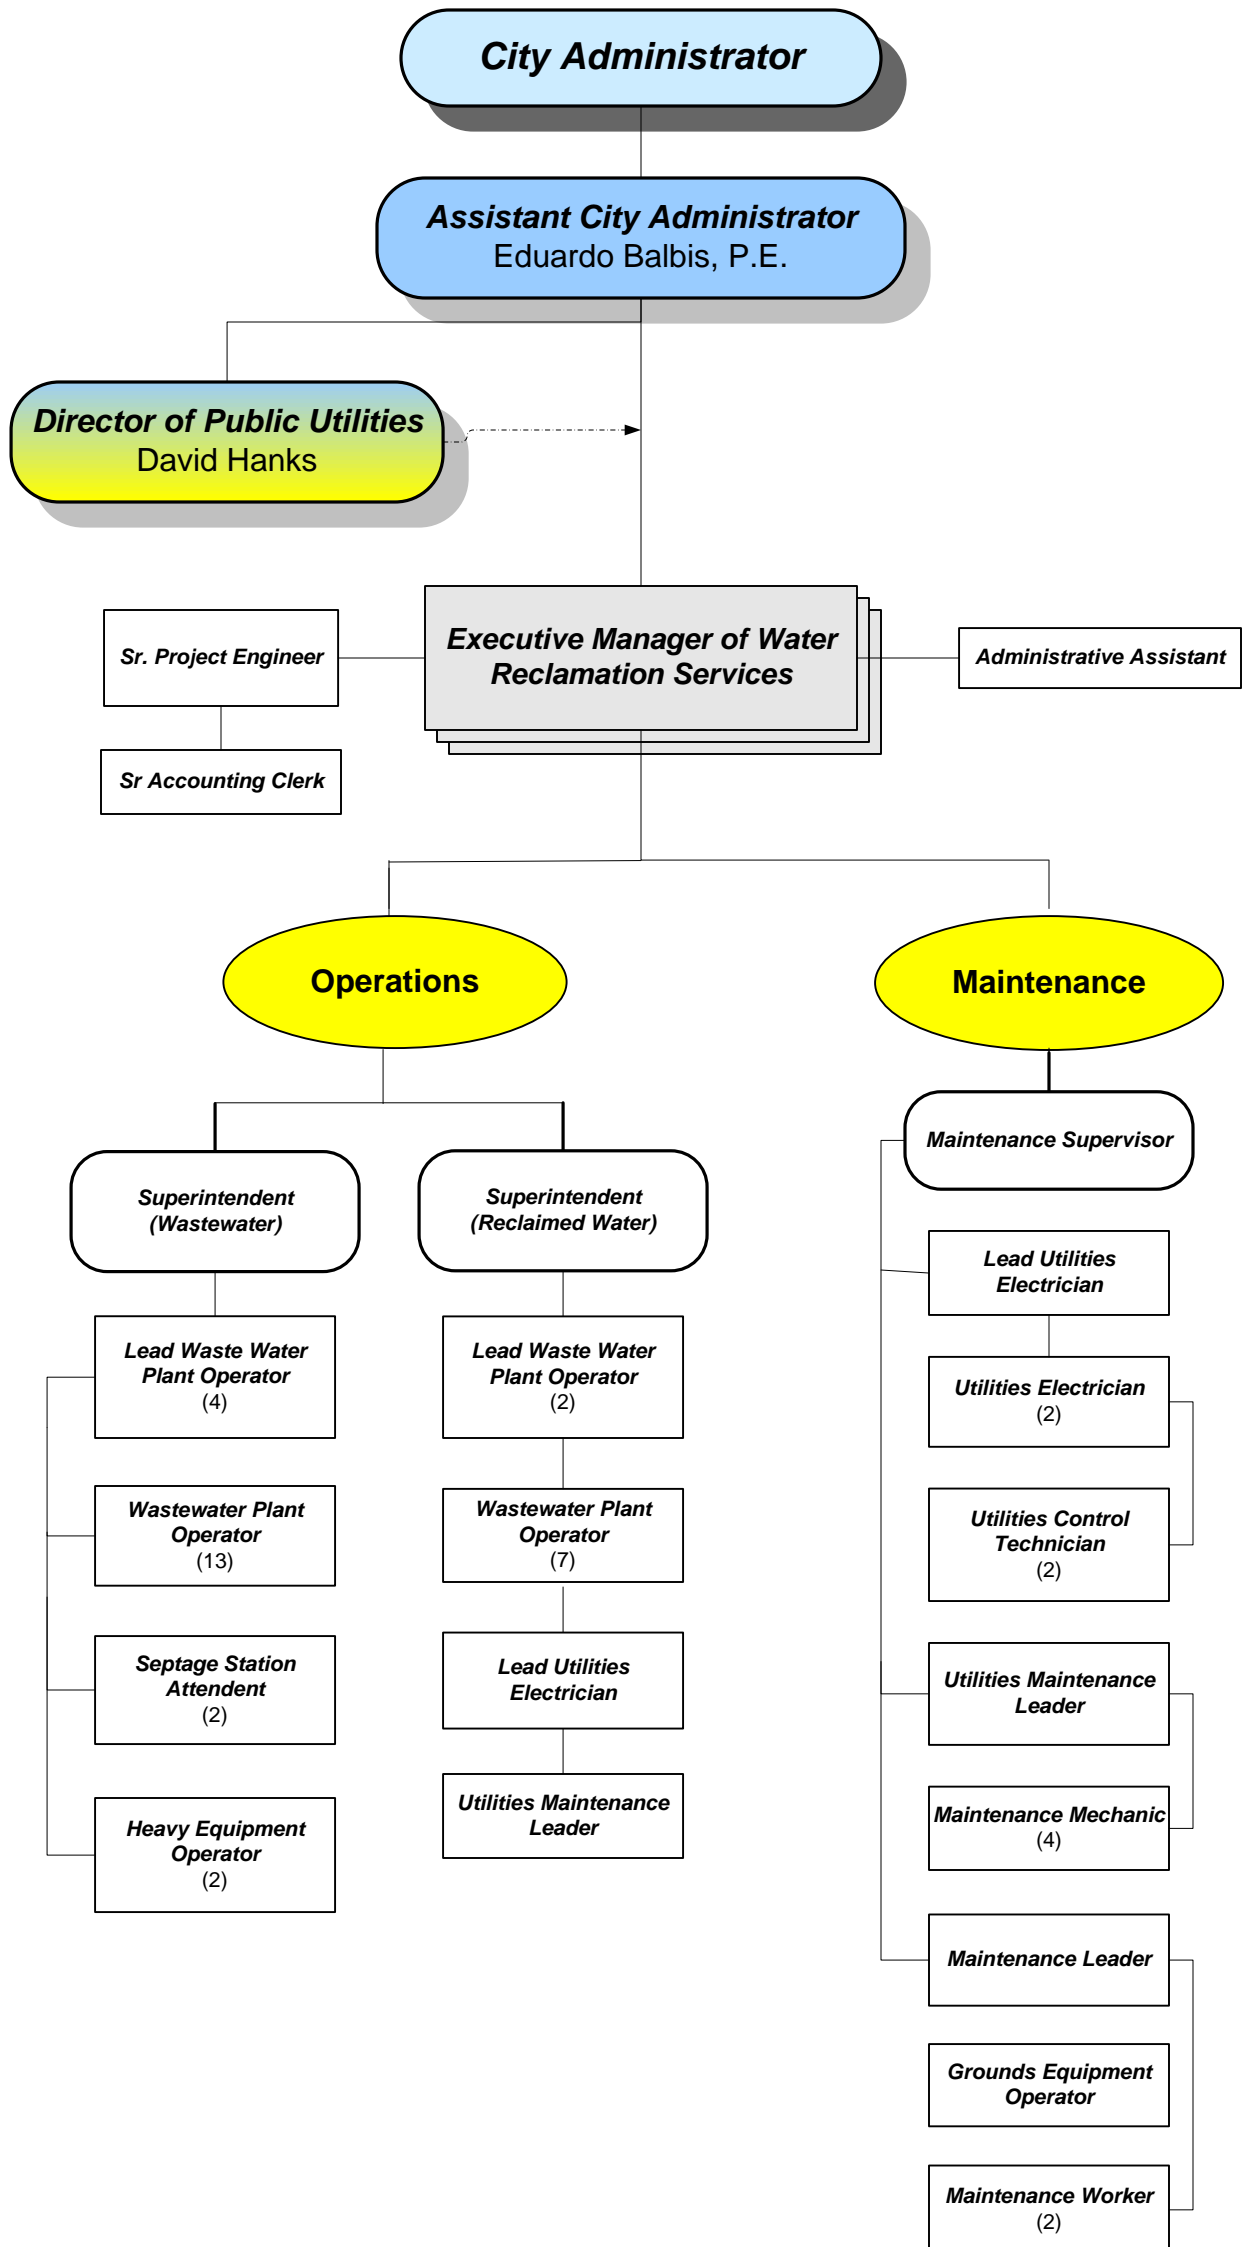 City Administrator
Assistant City Administrator
Eduardo Balbis, P.E.
Director of Public Utilities
David Hanks
Sr. Project Engineer
Executive Manager of Water
Reclamation Services
Administrative Assistant
Sr Accounting Clerk
Operations
Maintenance
Maintenance Supervisor
Superintendent
(Wastewater)
Superintendent
(Reclaimed Water)
Lead Waste Water
Plant Operator
(4)
Wastewater Plant
Operator
(13)
Septage Station
Attendent
(2)
Heavy Equipment
Operator
(2)
Lead Waste Water
Plant Operator
(2)
Wastewater Plant
Operator
(7)
Lead Utilities
Electrician
Utilities Maintenance
Leader
Lead Utilities
Electrician
Utilities Electrician
(2)
Utilities Control
Technician
(2)
Utilities Maintenance
Leader
Maintenance Mechanic
(4)
Maintenance Leader
Grounds Equipment
Operator
Maintenance Worker
(2)